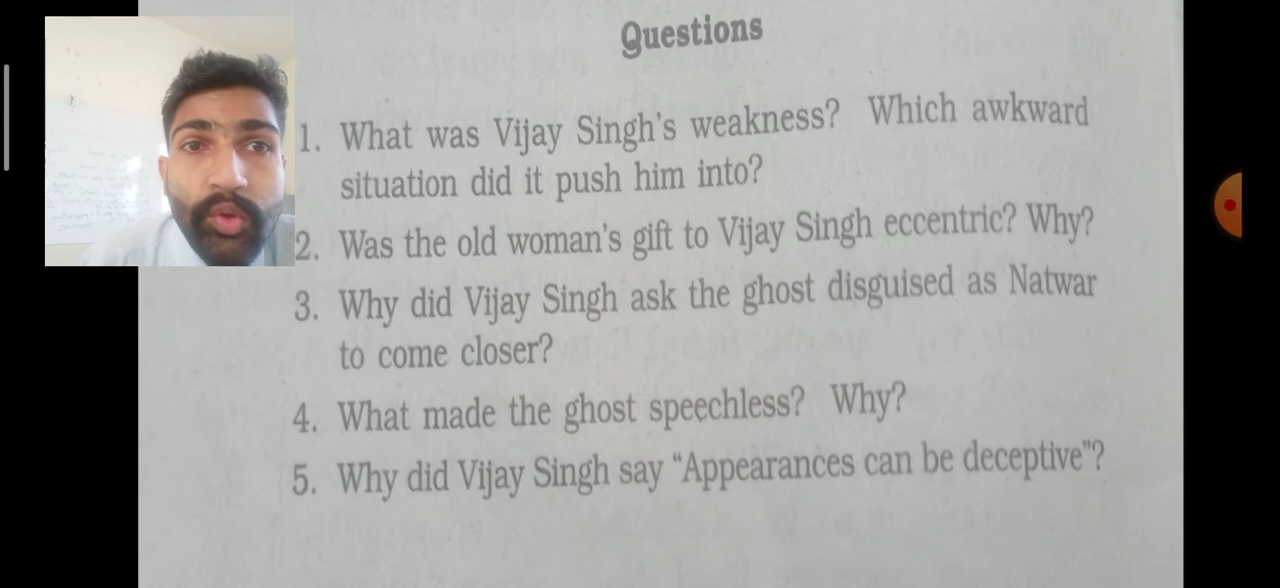 Questions
1. What was Vijay Singh's weakness? Which awkward
situation did it push him into?
2. Was the old woman's gift to Vijay Singh eccentric? Why?
3. Why did Vijay Singh ask the ghost disguised as Natwar
to come closer?
4. What made the ghost speechless? Why?
5. Why did Vijay Singh say “Appearances can be deceptive”?